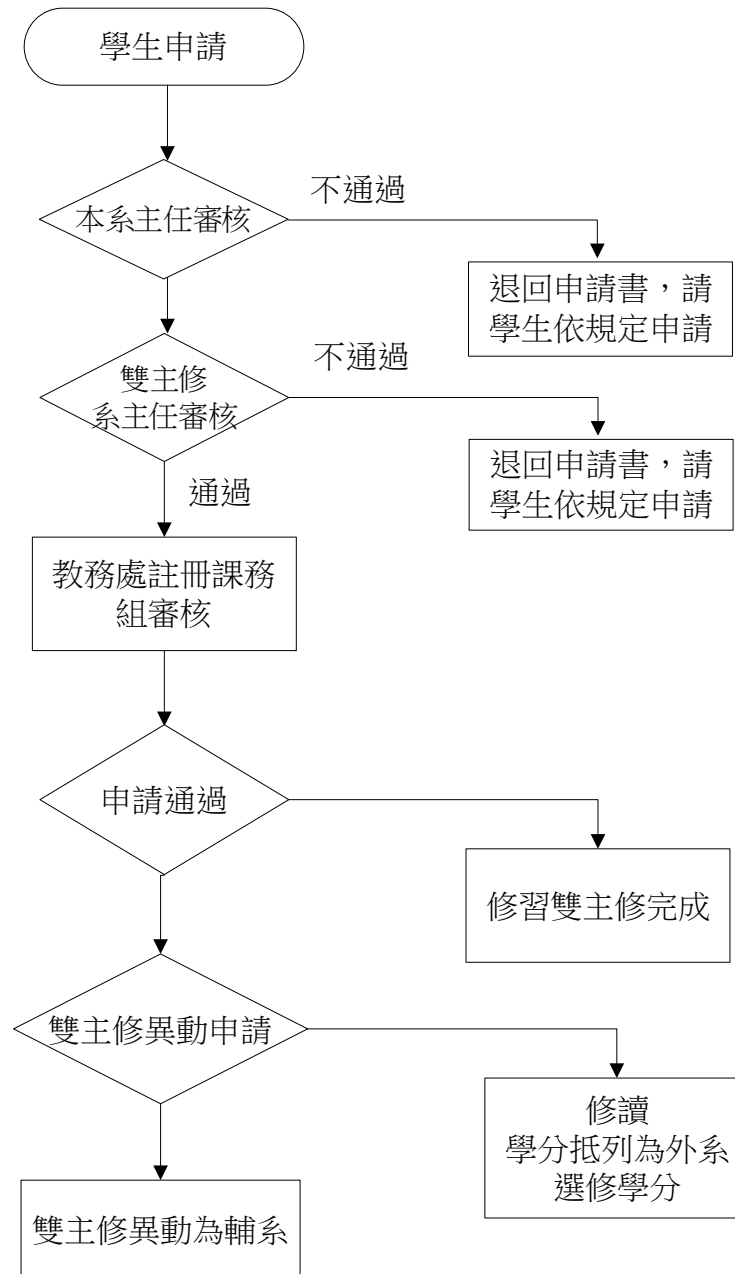 學生申請
不通過
本系主任審核
退回申請書，請
學生依規定申請
不通過
雙主修
系主任審核
退回申請書，請
學生依規定申請
通過
教務處註冊課務
組審核
申請通過
修習雙主修完成
雙主修異動申請
修讀
學分抵列為外系
選修學分
雙主修異動為輔系